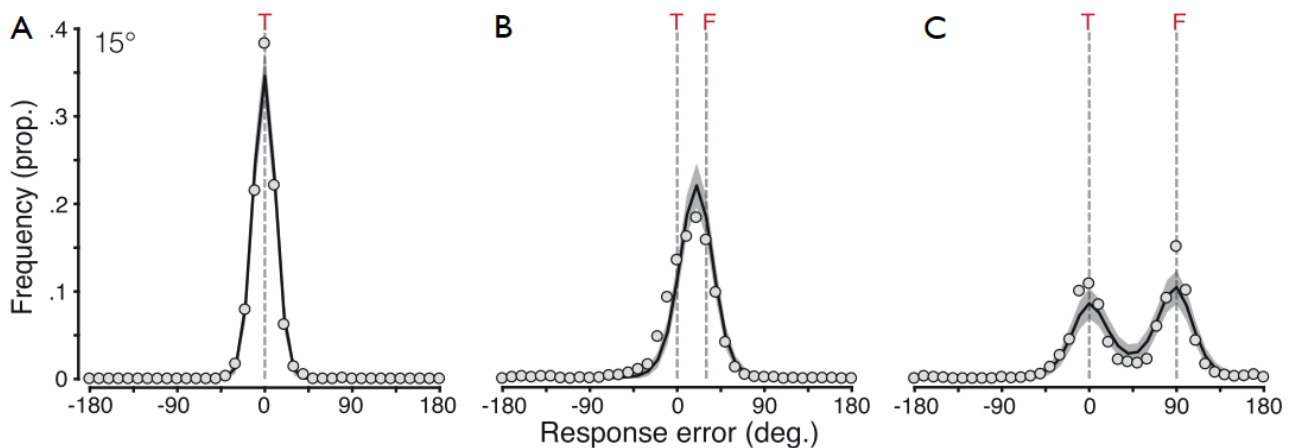 A 15° T
B T F
C T F
Frequency (prop.)
.4
.3
.2
.1
0
-180 -90 0 90 180
-180 -90 0 90 180
-180 -90 0 90 180
Response error (deg.)